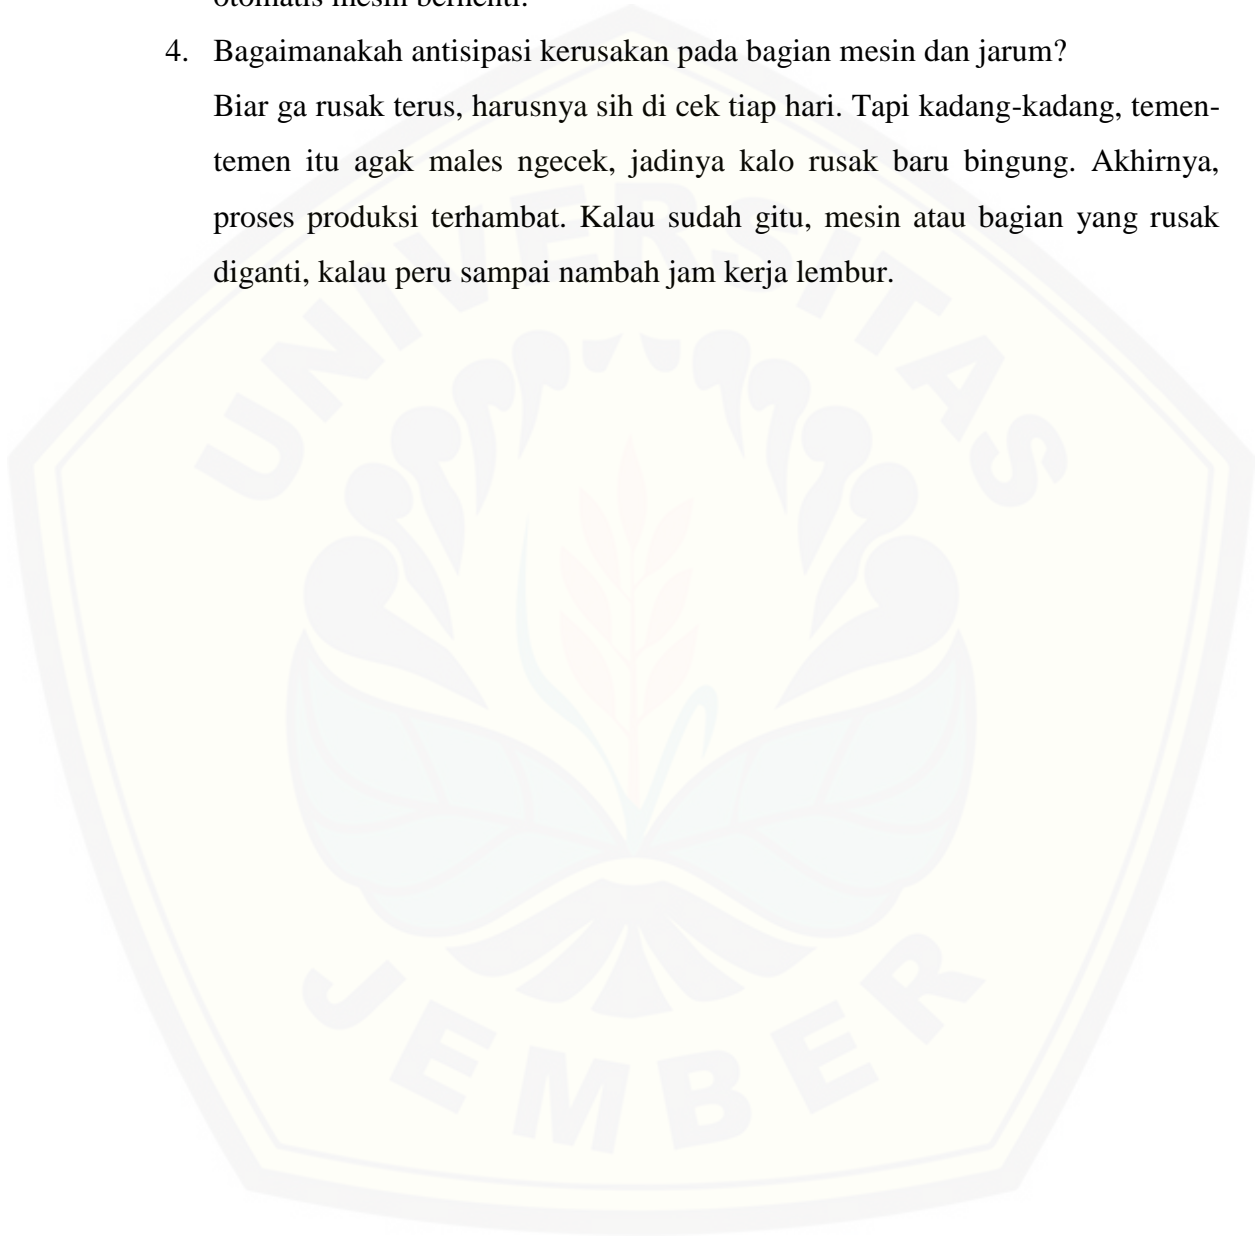 otomatis mesin berhenti.
4. Bagaimanakah antisipasi kerusakan pada bagian mesin dan jarum?
Biar ga rusak terus, harusnya sih di cek tiap hari. Tapi kadang-kadang, temen-
temen itu agak males ngecek, jadinya kalo rusak baru bingung. Akhirnya,
proses produksi terhambat. Kalau sudah gitu, mesin atau bagian yang rusak
diganti, kalau peru sampai nambah jam kerja lembur.
UNIVERSITAS
JEMBER